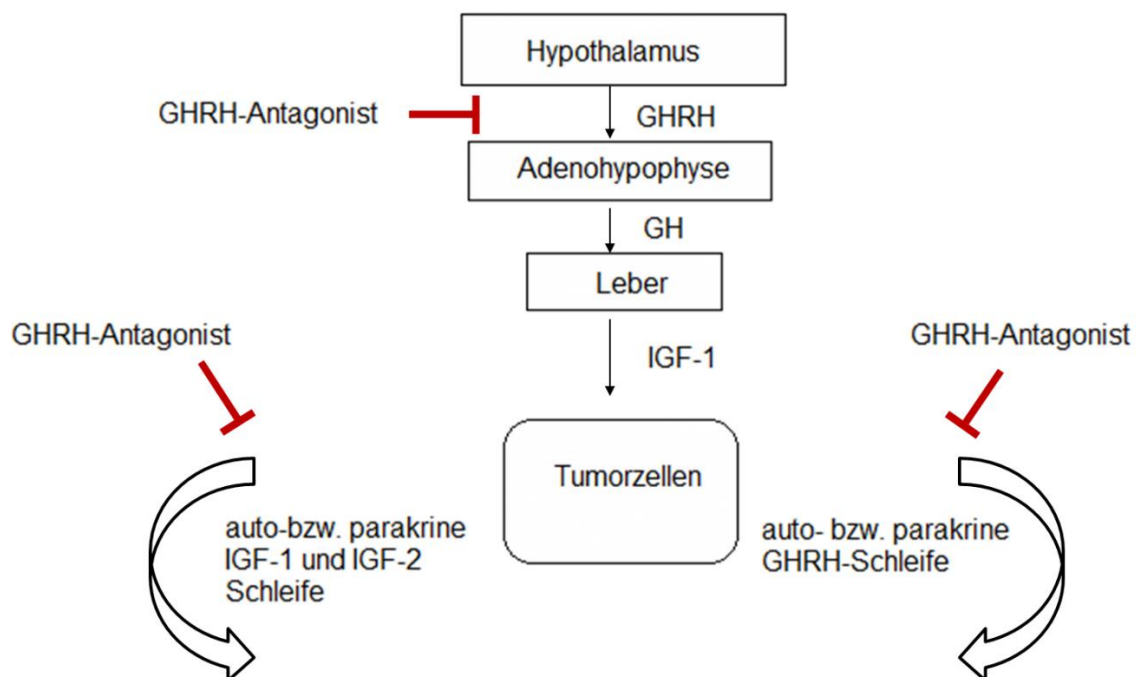 Hypothalamus
GHRH-Antagonist
GHRH
Adenohypophyse
GH
Leber
GHRH-Antagonist
GHRH-Antagonist
IGF-1
Tumorzellen
auto-bzw. parakrine
IGF-1 und IGF-2
Schleife
auto- bzw. parakrine
GHRH-Schleife